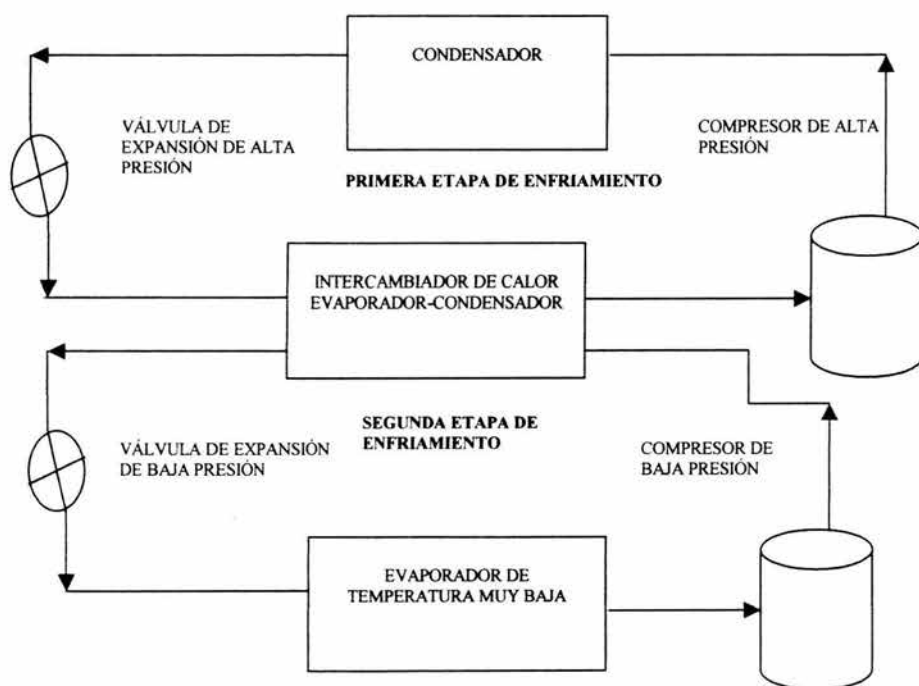 CONDENSADOR
VÁLVULA DE
EXPANSIÓN DE ALTA
PRESIÓN
COMPRESOR DE ALTA
PRESIÓN
PRIMERA ETAPA DE ENFRIAMIENTO
INTERCAMBIADOR DE CALOR
EVAPORADOR-CONDENSADOR
SEGUNDA ETAPA DE
ENFRIAMIENTO
VÁLVULA DE EXPANSIÓN
DE BAJA PRESIÓN
COMPRESOR DE
BAJA PRESIÓN
EVAPORADOR DE
TEMPERATURA MUY BAJA